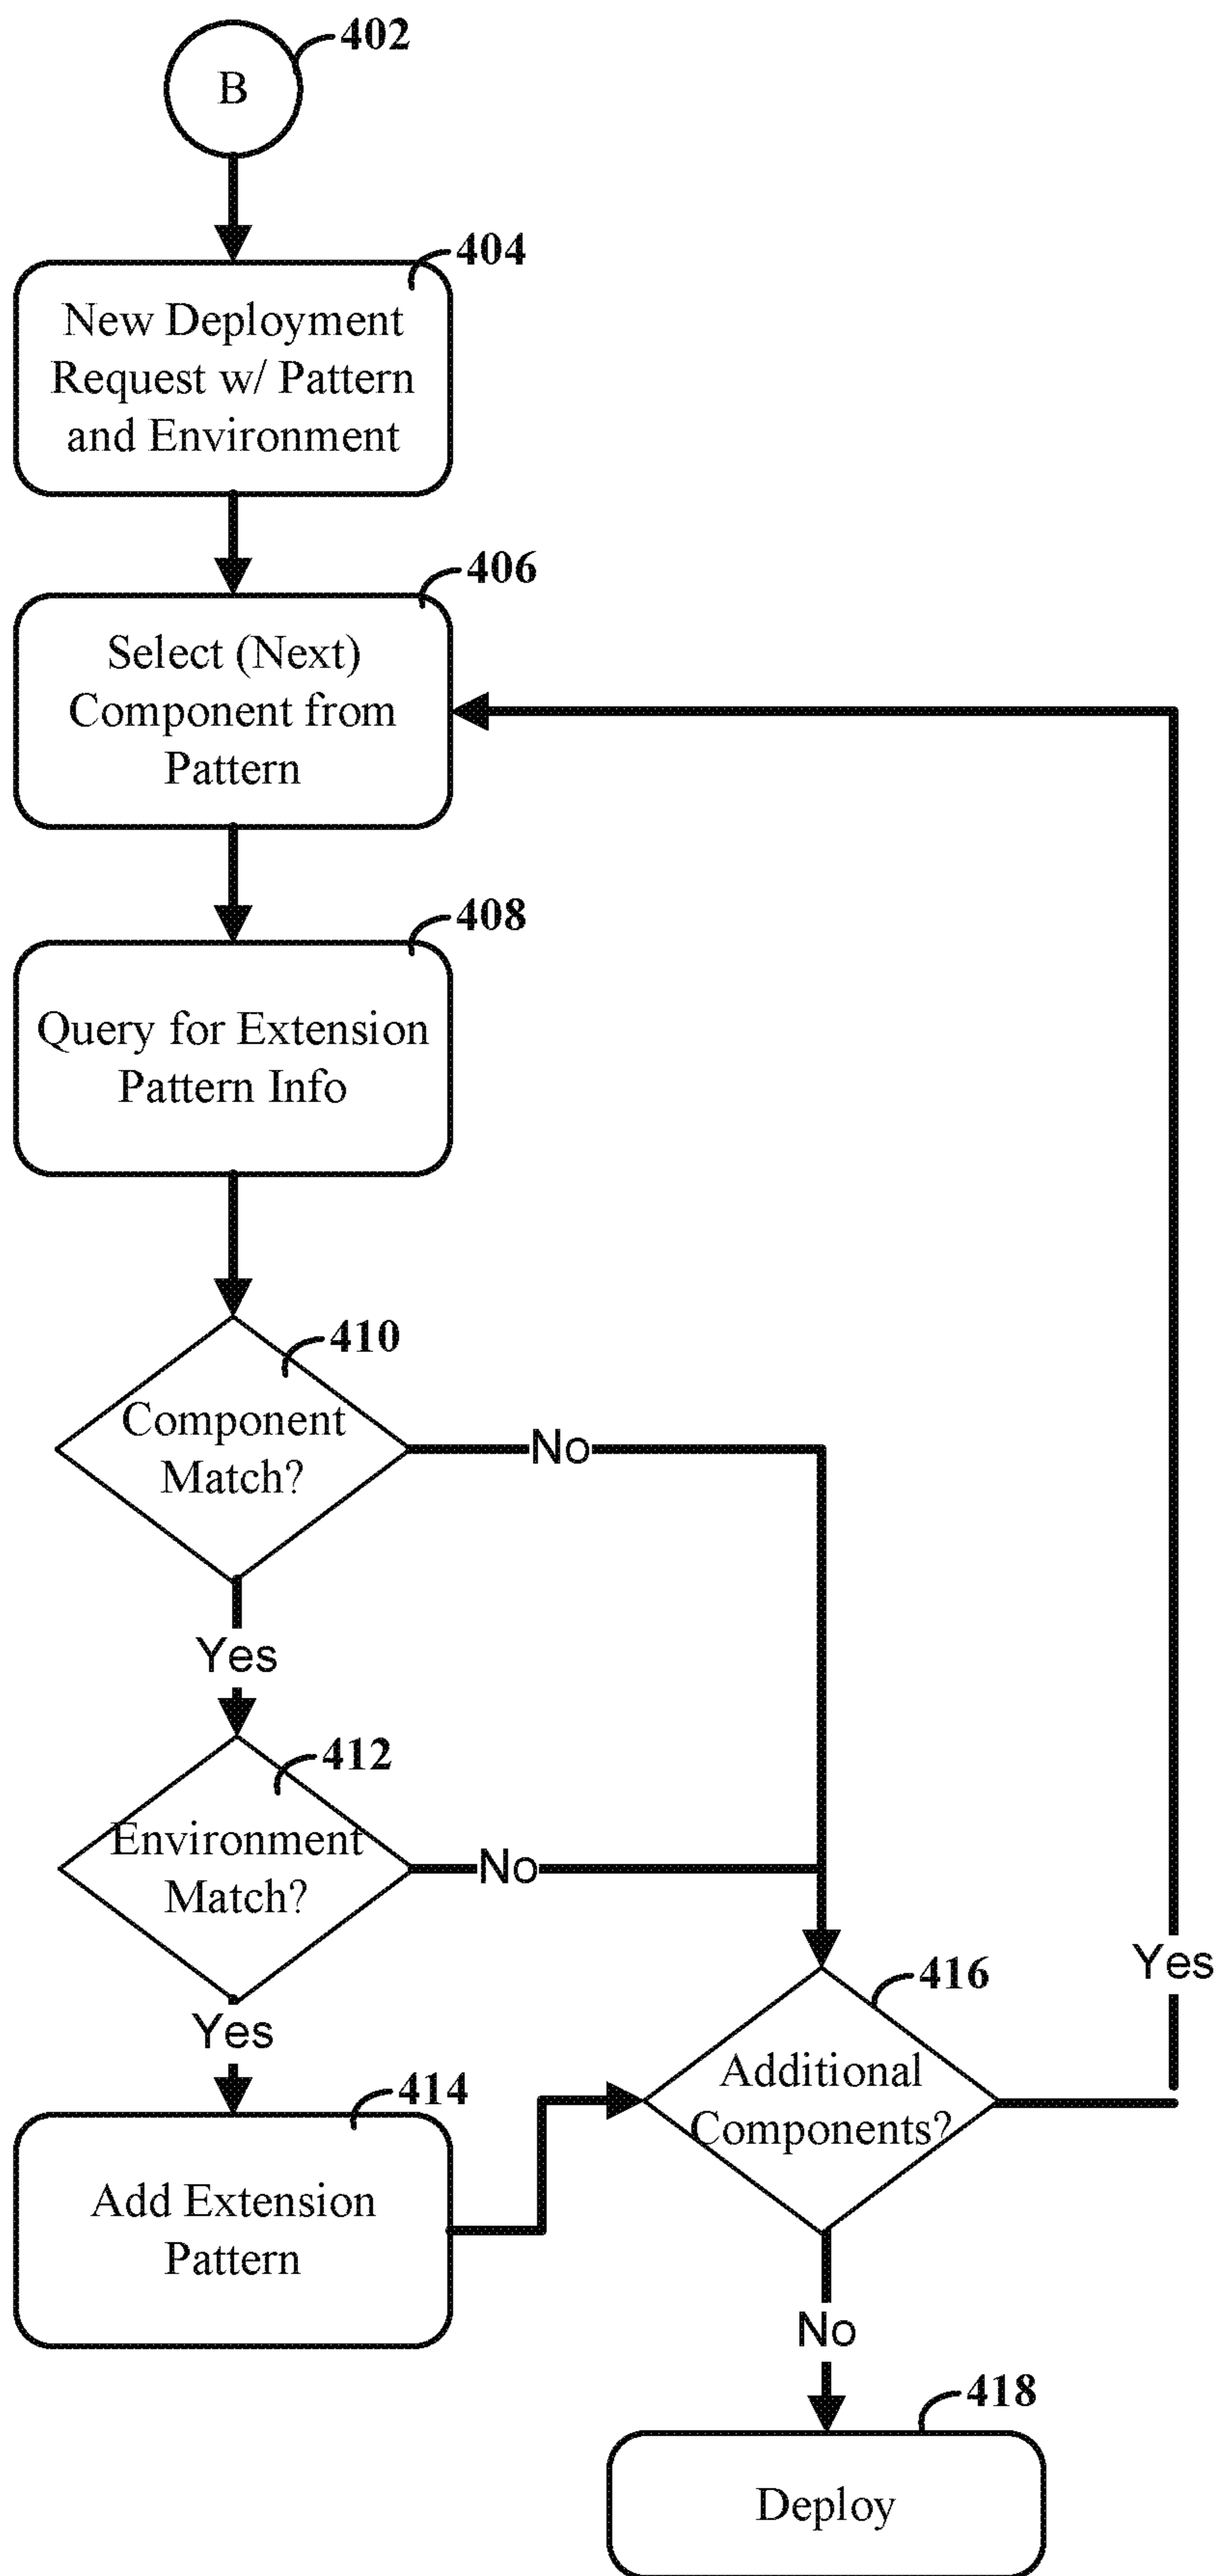 402
B
404
New Deployment
Request w/ Pattern
and Environment
406
Select (Next)
Component from
Pattern
408
Query for Extension
Pattern Info
410
Component
Match?
No
Yes
412
Environment
Match?
No
Yes
414
Add Extension
Pattern
416
Additional
Components?
Yes
No
418
Deploy